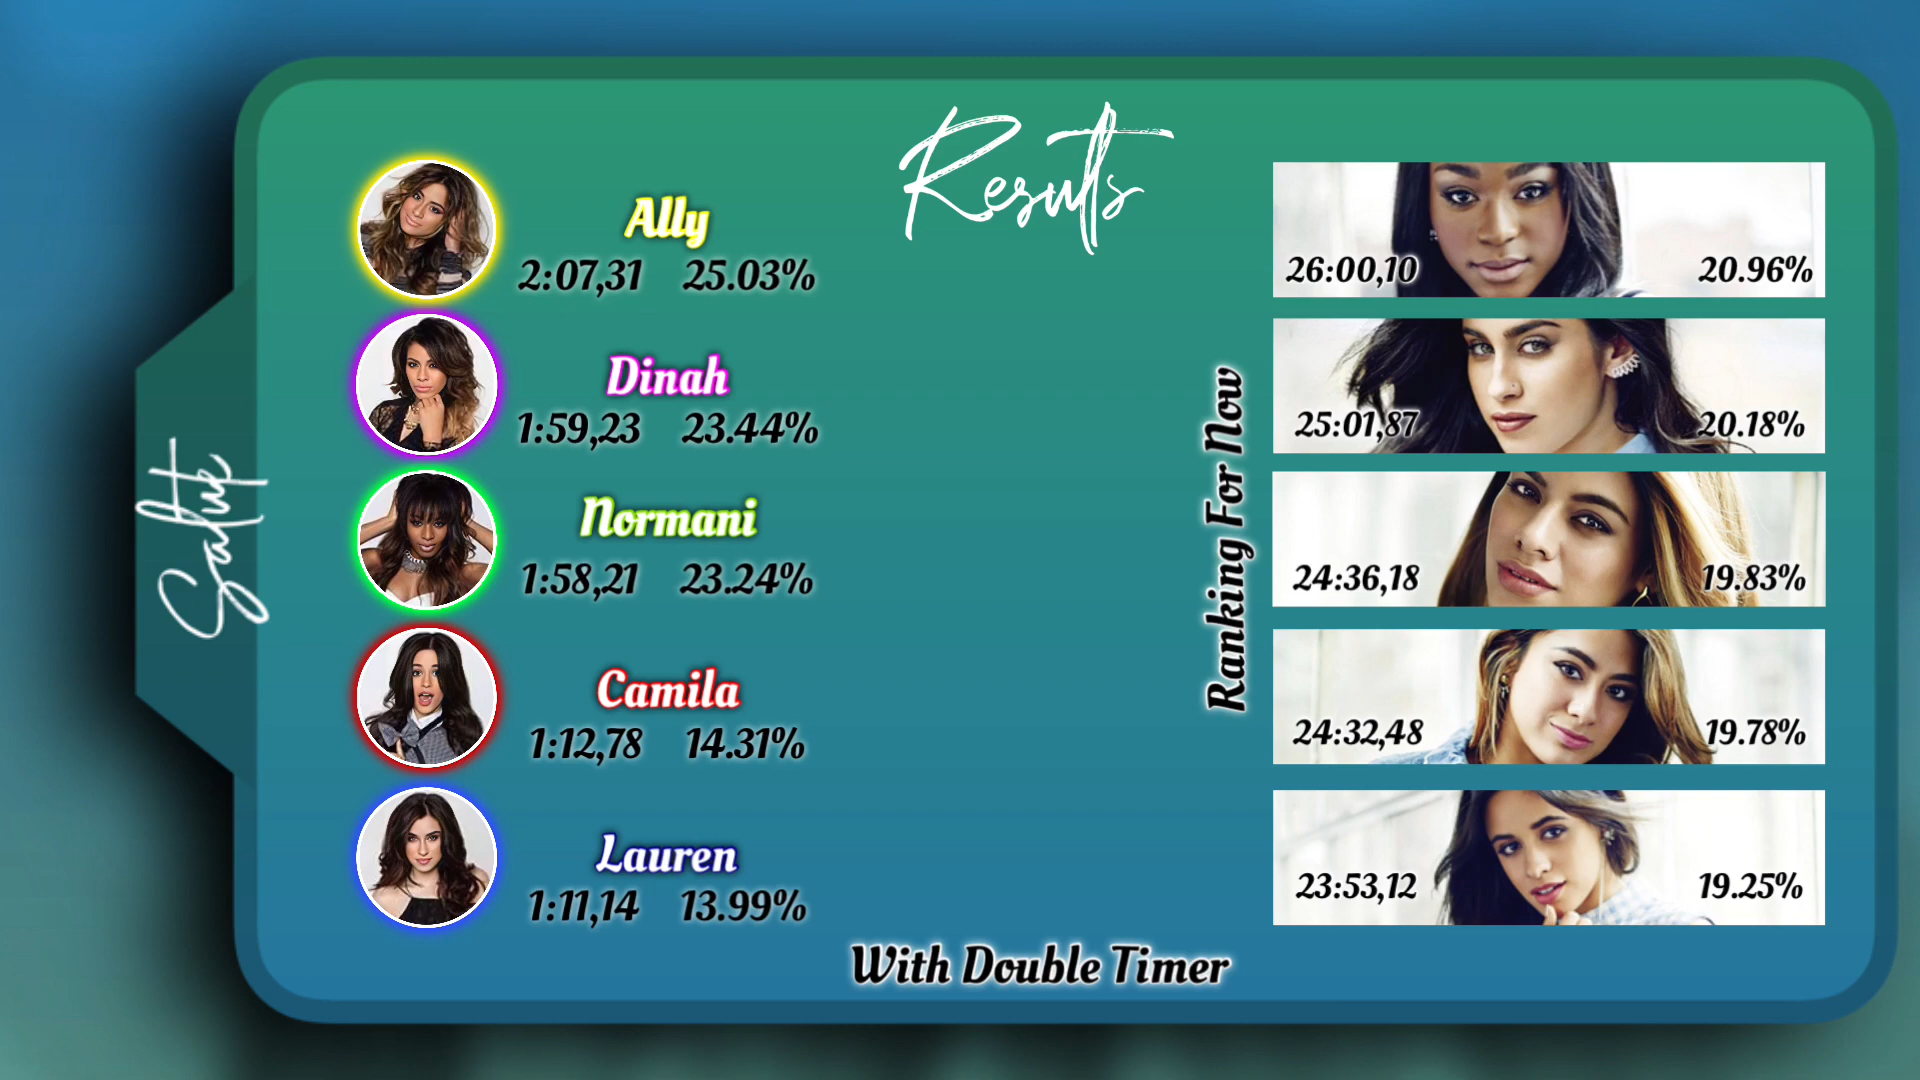 Results
Salut
Ally
2:07,31 25.03%
Dinah
1:59,23 23.44%
Normani
1:58,21 23.24%
Camila
1:12,78 14.31%
Lauren
1:11,14 13.99%
Ranking For Now
26:00,10 20.96%
25:01,87 20.18%
24:36,18 19.83%
24:32,48 19.78%
23:53,12 19.25%
With Double Timer